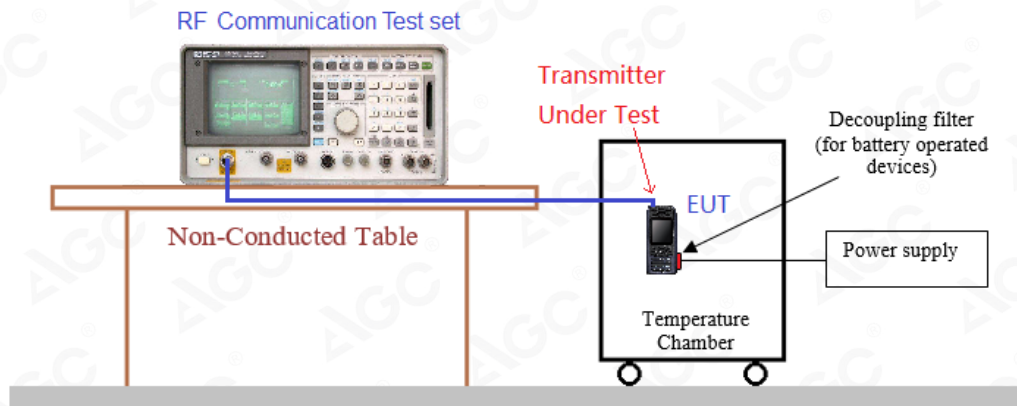 RF Communication Test set
Transmitter
Under Test
Decoupling filter
(for battery operated
devices)
EUT
Non-Conducted Table
Power supply
Temperature
Chamber
AGC